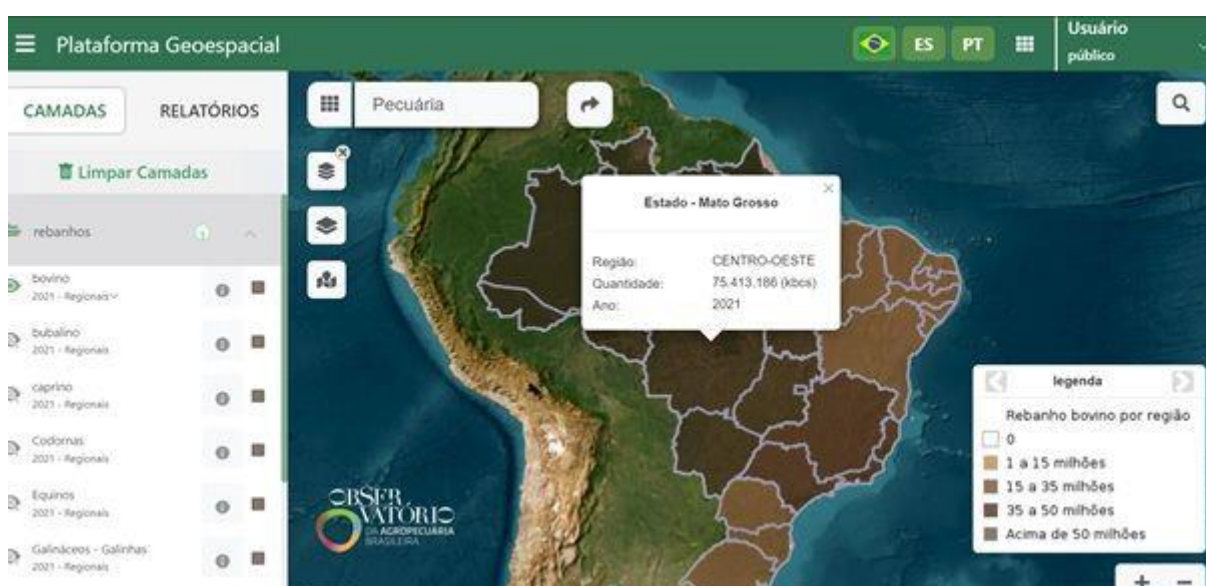 Plataforma Geoespacial
ES
PT
Usuário
público
CAMADAS
RELATÓRIOS
Limpar Camadas
rebanhos
bovino
2021 - Regionais
bubalino
2021 - Regionais
caprino
2021 - Regionais
Codornas
2021 - Regionais
Equinos
2021 - Regionais
Galináceos - Galinhas
2021 - Regionais
Pecuária
Estado - Mato Grosso
Região: CENTRO-OESTE
Quantidade: 75.413.186 (kbcs)
Ano: 2021
legenda
Rebanho bovino por região
0
1 a 15 milhões
15 a 35 milhões
35 a 50 milhões
Acima de 50 milhões
OBSER
VATÓRIO
DA AGROPECUÁRIA
BRASILEIRA
+ −